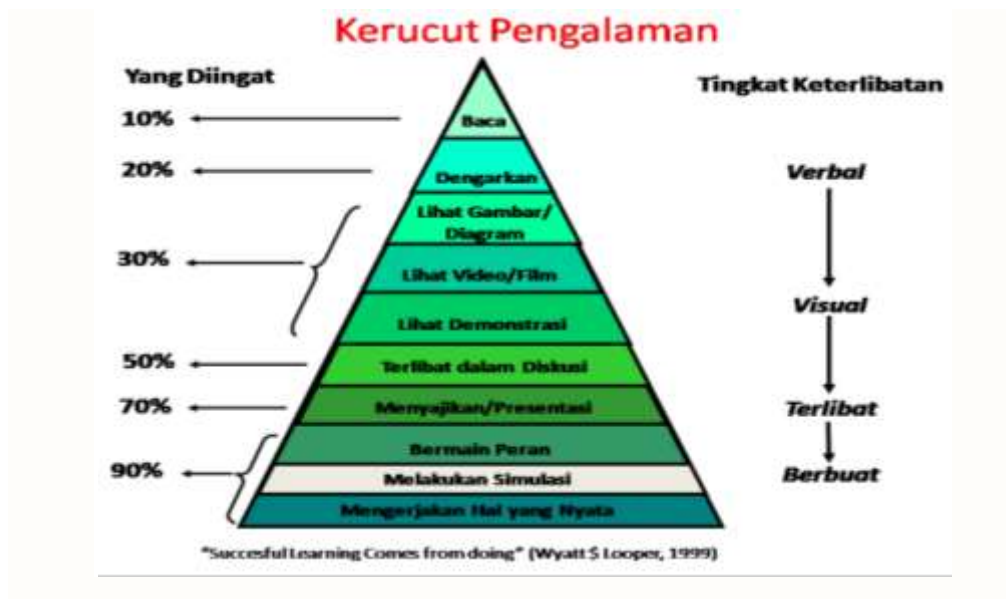 Kerucut Pengalaman
Yang Diingat
Tingkat Keterlibatan
10%
Baca
20%
Dengarkan
Verbal
Lihat Gambar/
Diagram
30%
Lihat Video/Film
Visual
Lihat Demonstrasi
50%
Terlibat dalam Diskusi
70%
Menyajikan/Presentasi
Terlibat
Bermain Peran
90%
Melakukan Simulasi
Berbuat
Mengerjakan Hal yang Nyata
"Succesful Learning Comes from doing" (Wyatt $ Looper, 1999)